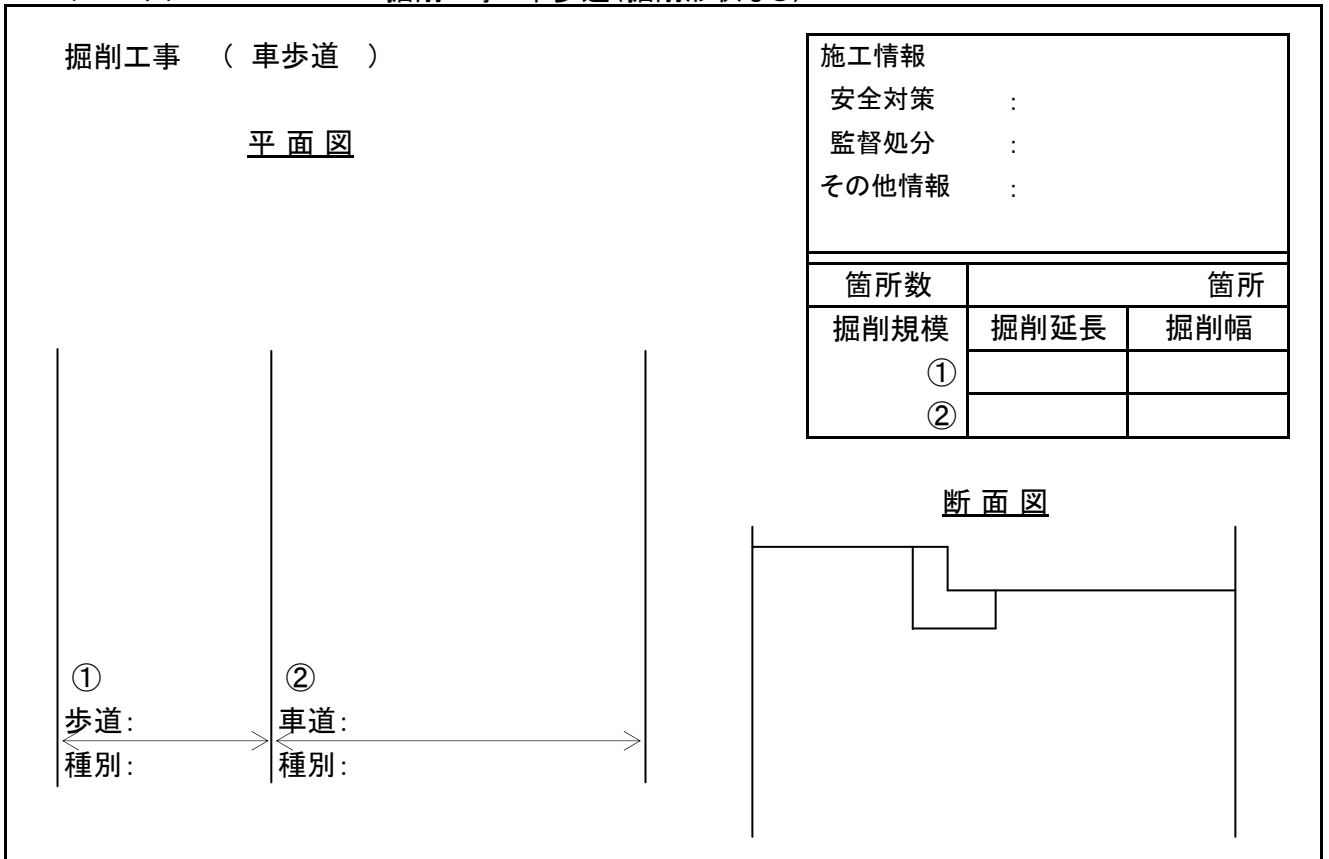 掘削工事 ( 車歩道 )
平 面 図
施工情報
安全対策 :
監督処分 :
その他情報 :
箇所数 箇所
掘削規模 掘削延長 掘削幅
①
②
断 面 図
① ②
歩道: 車道:
種別: 種別: